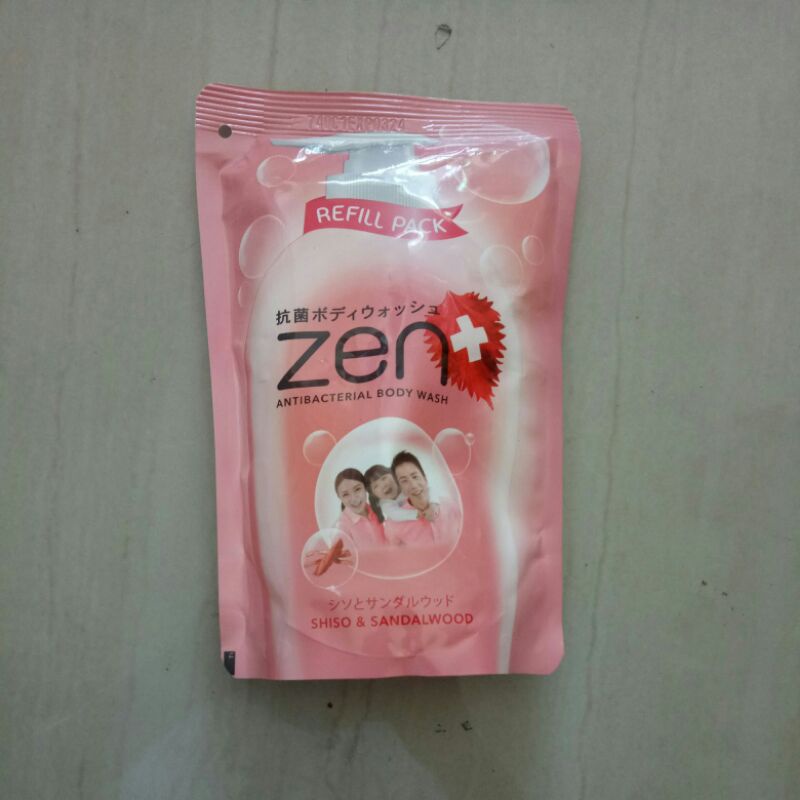 REFILL PACK
抗菌ボディウォッシュ
zen
ANTIBACTERIAL BODY WASH
シソとサンダルウッド
SHISO & SANDALWOOD